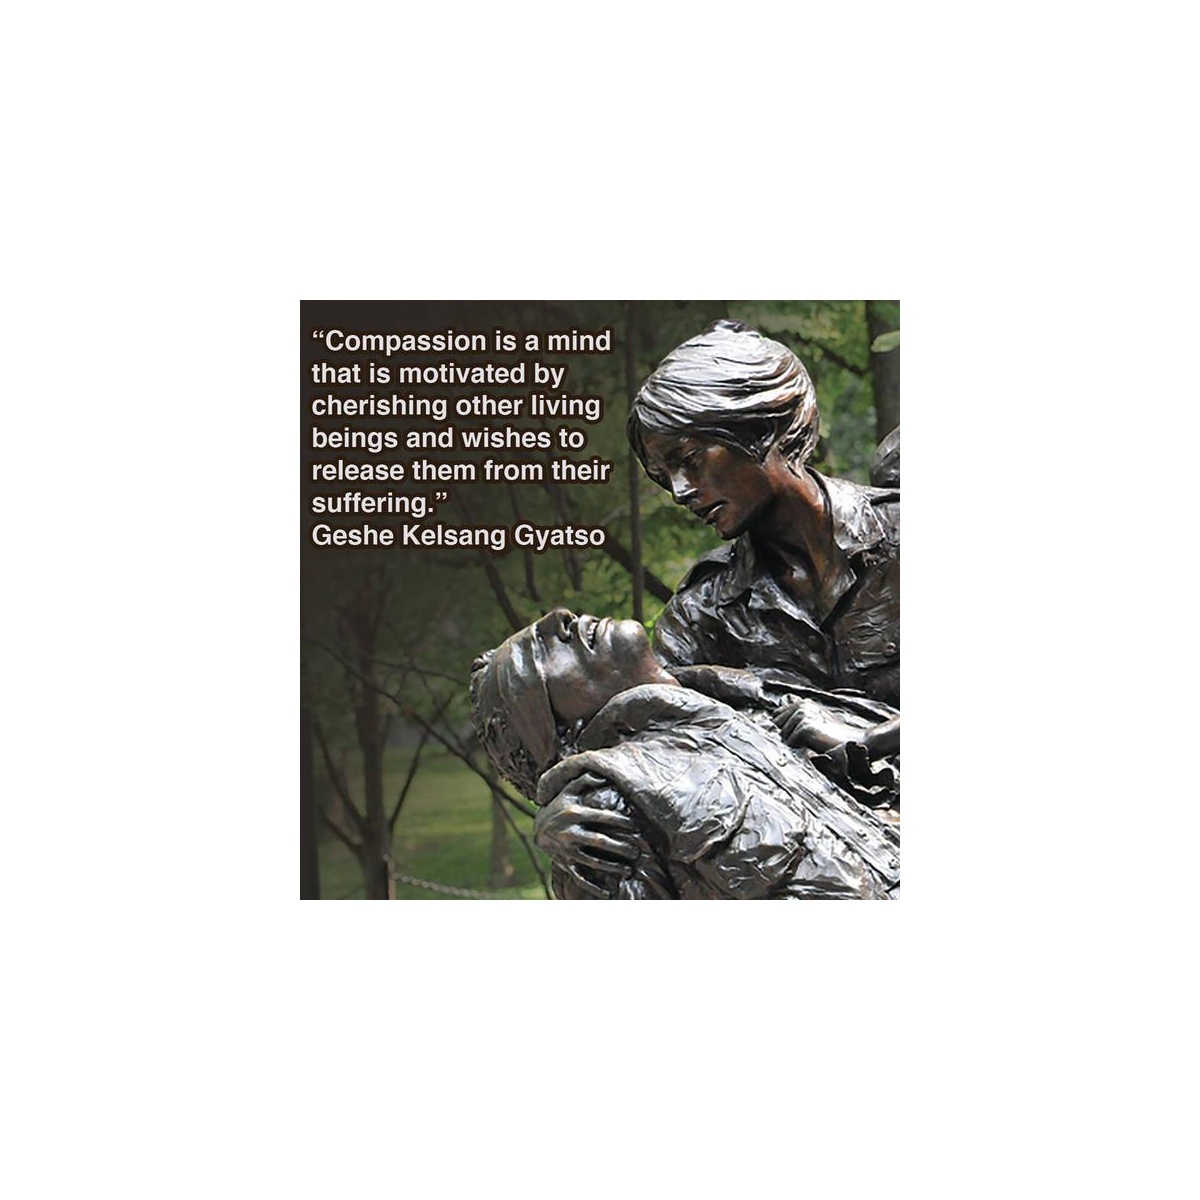 “Compassion is a mind
that is motivated by
cherishing other living
beings and wishes to
release them from their
suffering.”
Geshe Kelsang Gyatso